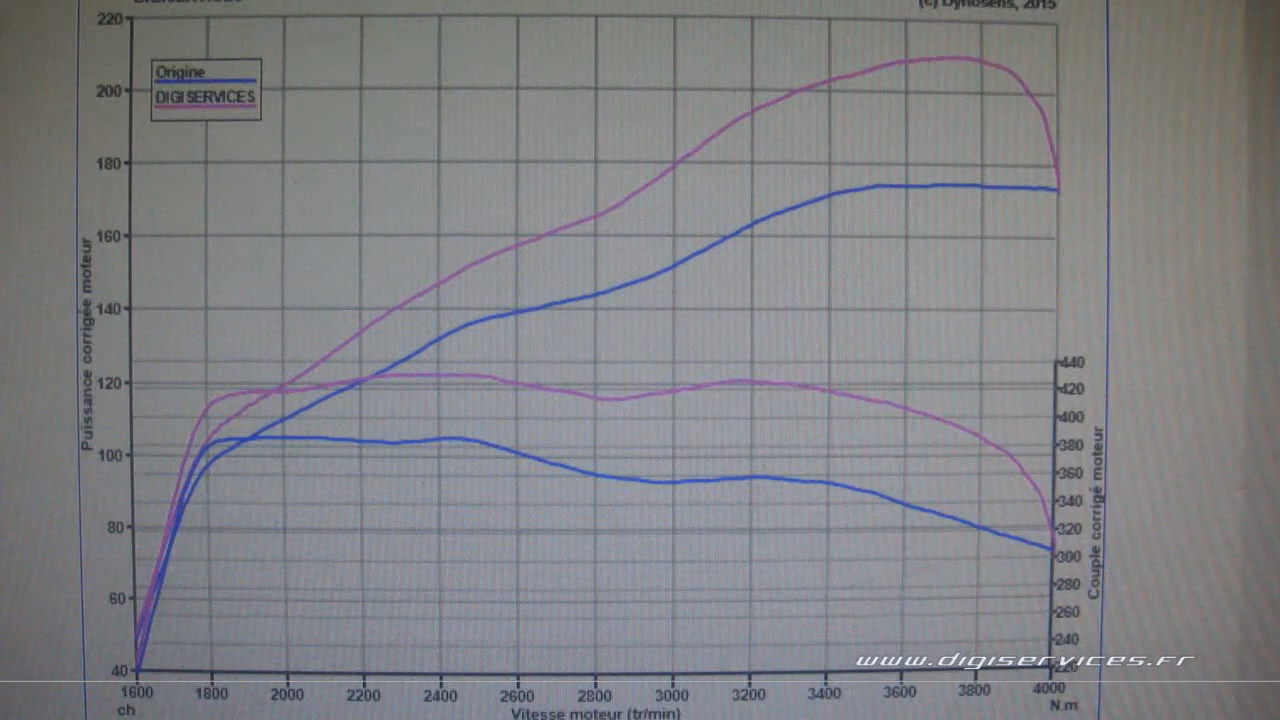 (c) Dynosens, 2015
220
Origine
DIGISERVICES
200
180
160
140
120
100
80
60
40
Puissance corrigée moteur
440
420
400
380
360
340
320
300
280
260
240
220
Couple corrigé moteur
www.digiservices.fr
1600 1800 2000 2200 2400 2600 2800 3000 3200 3400 3600 3800 4000
ch Vitesse moteur (tr/min) N.m